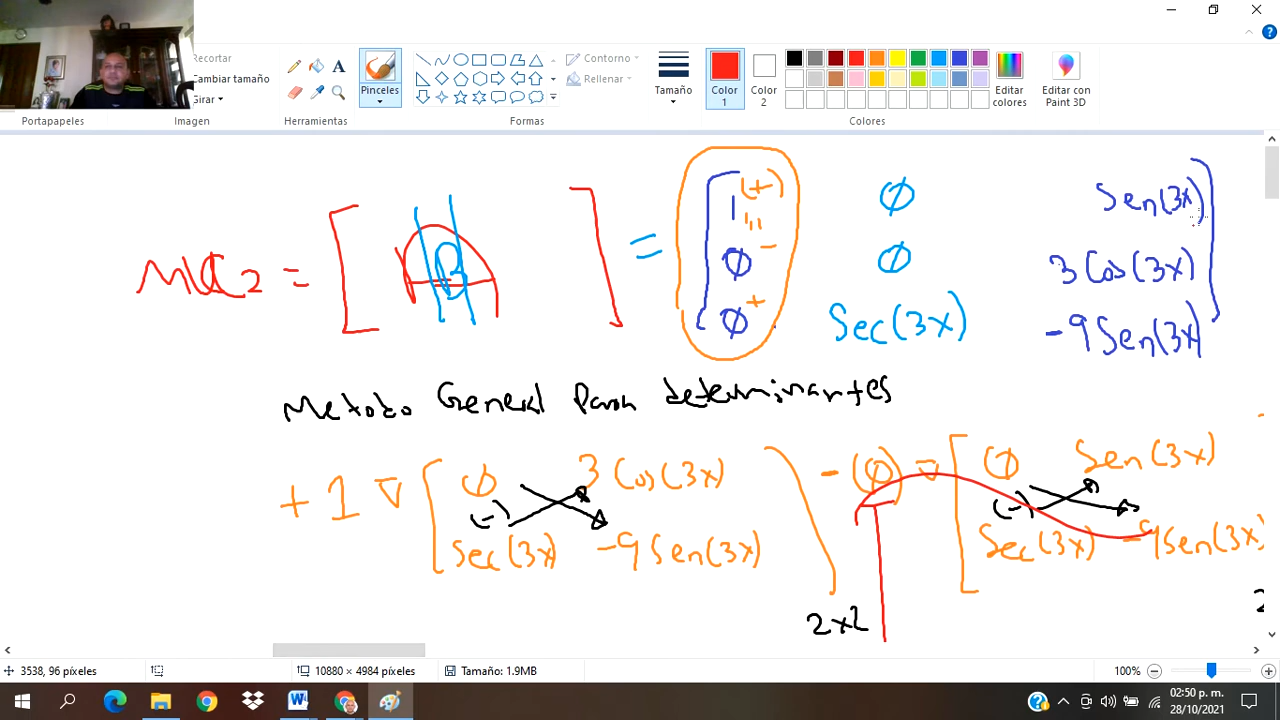 Recortar
Cambiar tamaño
Girar
Portapapeles
Imagen
Herramientas
Pinceles
Formas
Contorno
Rellenar
Tamaño
Color 1
Color 2
Colores
Editar colores
Editar con Paint 3D
MC2 = [ B ] = 1 (+) ∅ Sen(3x)
∅ - ∅ 3 Cos(3x)
∅ + Sec(3x) -9 Sen(3x)
Metodo General Para determinantes
+ 1 ∇ [ ∅ 3 Cos(3x) - (∅) ∇ [ ∅ Sen(3x)
(-) (-)
Sec(3x) -9 Sen(3x) Sec(3x) -9 Sen(3x)
2x2 2
3538, 96 píxeles
10880 × 4984 píxeles
Tamaño: 1.9MB
100%
02:50 p. m.
28/10/2021